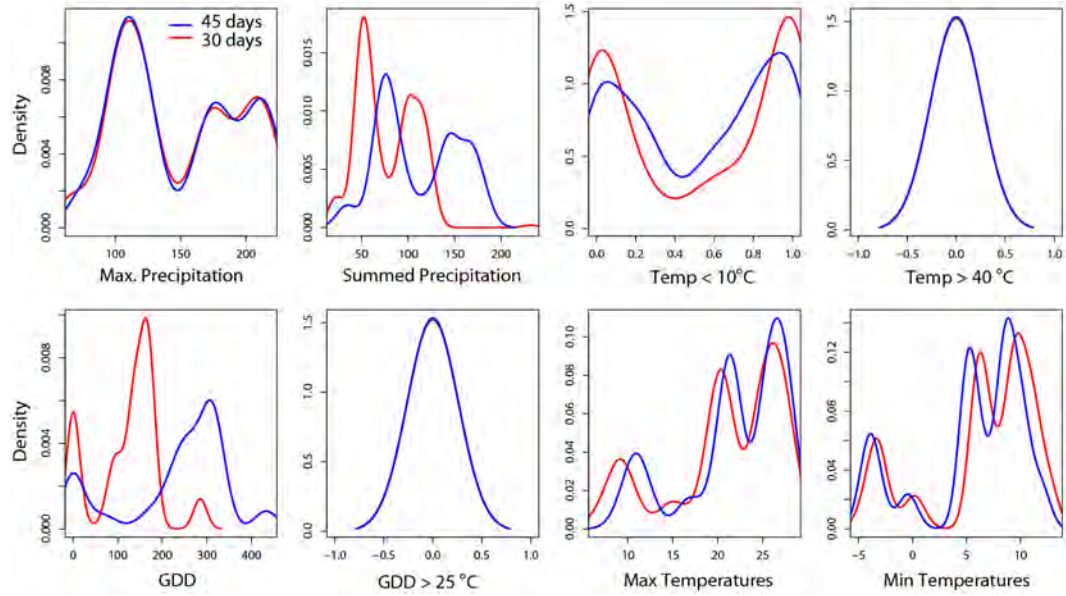 45 days
30 days
Density
0.000 0.004 0.008
100 150 200
Max. Precipitation
0.000 0.005 0.010 0.015
50 100 150 200
Summed Precipitation
0.0 0.5 1.0 1.5
0.0 0.2 0.4 0.6 0.8 1.0
Temp < 10°C
0.0 0.5 1.0 1.5
−1.0 −0.5 0.0 0.5 1.0
Temp > 40 °C
Density
0.000 0.004 0.008
0 100 200 300 400
GDD
0.0 0.5 1.0 1.5
−1.0 −0.5 0.0 0.5 1.0
GDD > 25 °C
0.00 0.02 0.04 0.06 0.08 0.10
10 15 20 25
Max Temperatures
0.00 0.04 0.08 0.12
−5 0 5 10
Min Temperatures